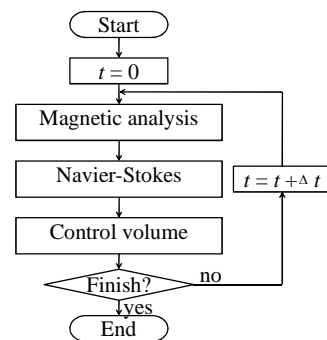 Start
t = 0
Magnetic analysis
Navier-Stokes
t = t + Δ t
Control volume
Finish?
no
yes
End